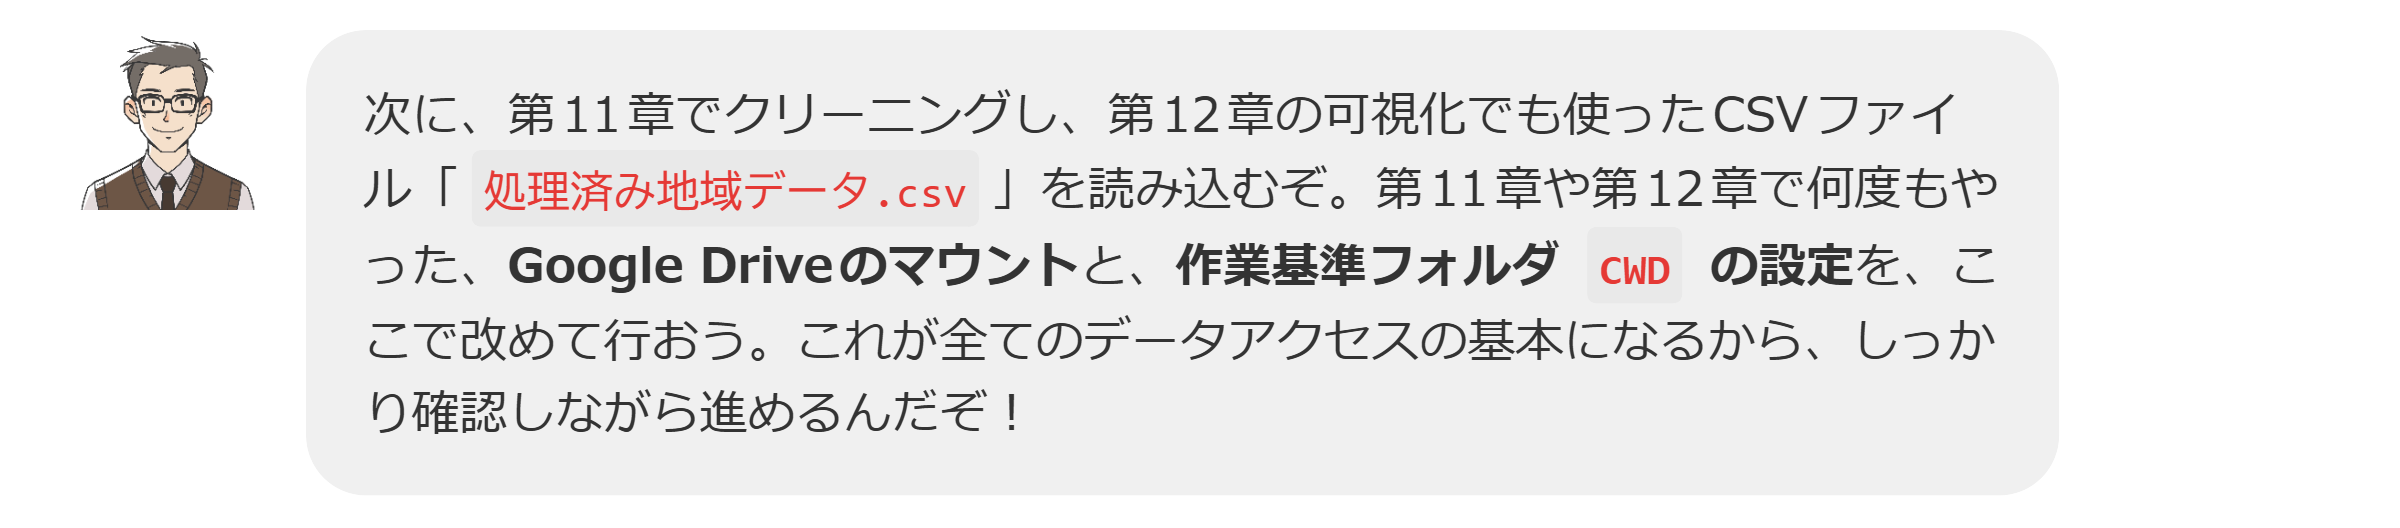 次に、第11章でクリーニングし、第12章の可視化でも使ったCSVファイ
ル「 処理済み地域データ.csv 」を読み込むぞ。第11章や第12章で何度もや
った、Google Driveのマウントと、作業基準フォルダ CWD の設定を、こ
こで改めて行おう。これが全てのデータアクセスの基本になるから、しっか
り確認しながら進めるんだぞ！